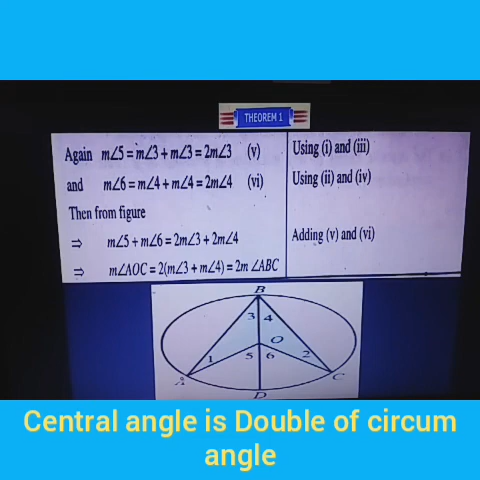 THEOREM 1
Again m∠5 = m∠3 + m∠3 = 2m∠3 (v) Using (i) and (iii)
and m∠6 = m∠4 + m∠4 = 2m∠4 (vi) Using (ii) and (iv)
Then from figure
⇒ m∠5 + m∠6 = 2m∠3 + 2m∠4 Adding (v) and (vi)
⇒ m∠AOC = 2(m∠3 + m∠4) = 2m ∠ABC
B
3 4
O
1 5 6 2
A C
D
Central angle is Double of circum
angle